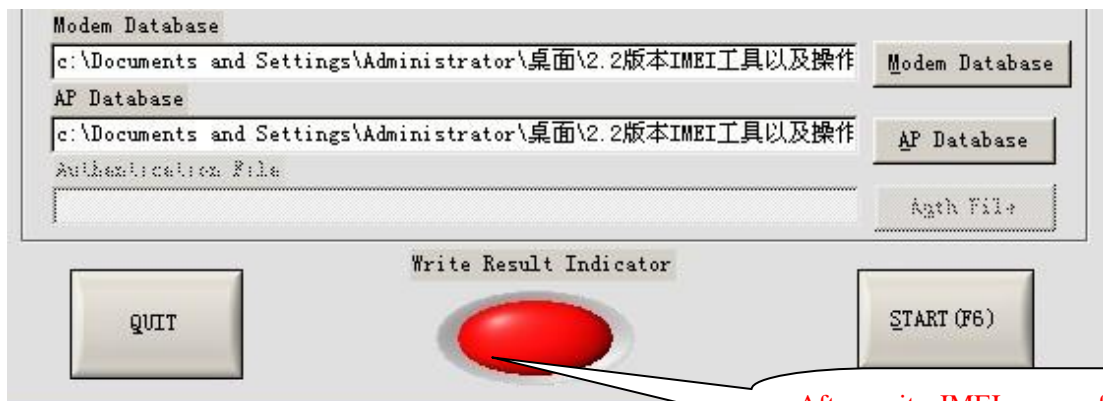 Modem Database
c:\Documents and Settings\Administrator\桌面\2.2版本IMEI工具以及操作
Modem Database
AP Database
c:\Documents and Settings\Administrator\桌面\2.2版本IMEI工具以及操作
AP Database
Authentication File
Auth File
Write Result Indicator
QUIT
START(F6)
IMEI